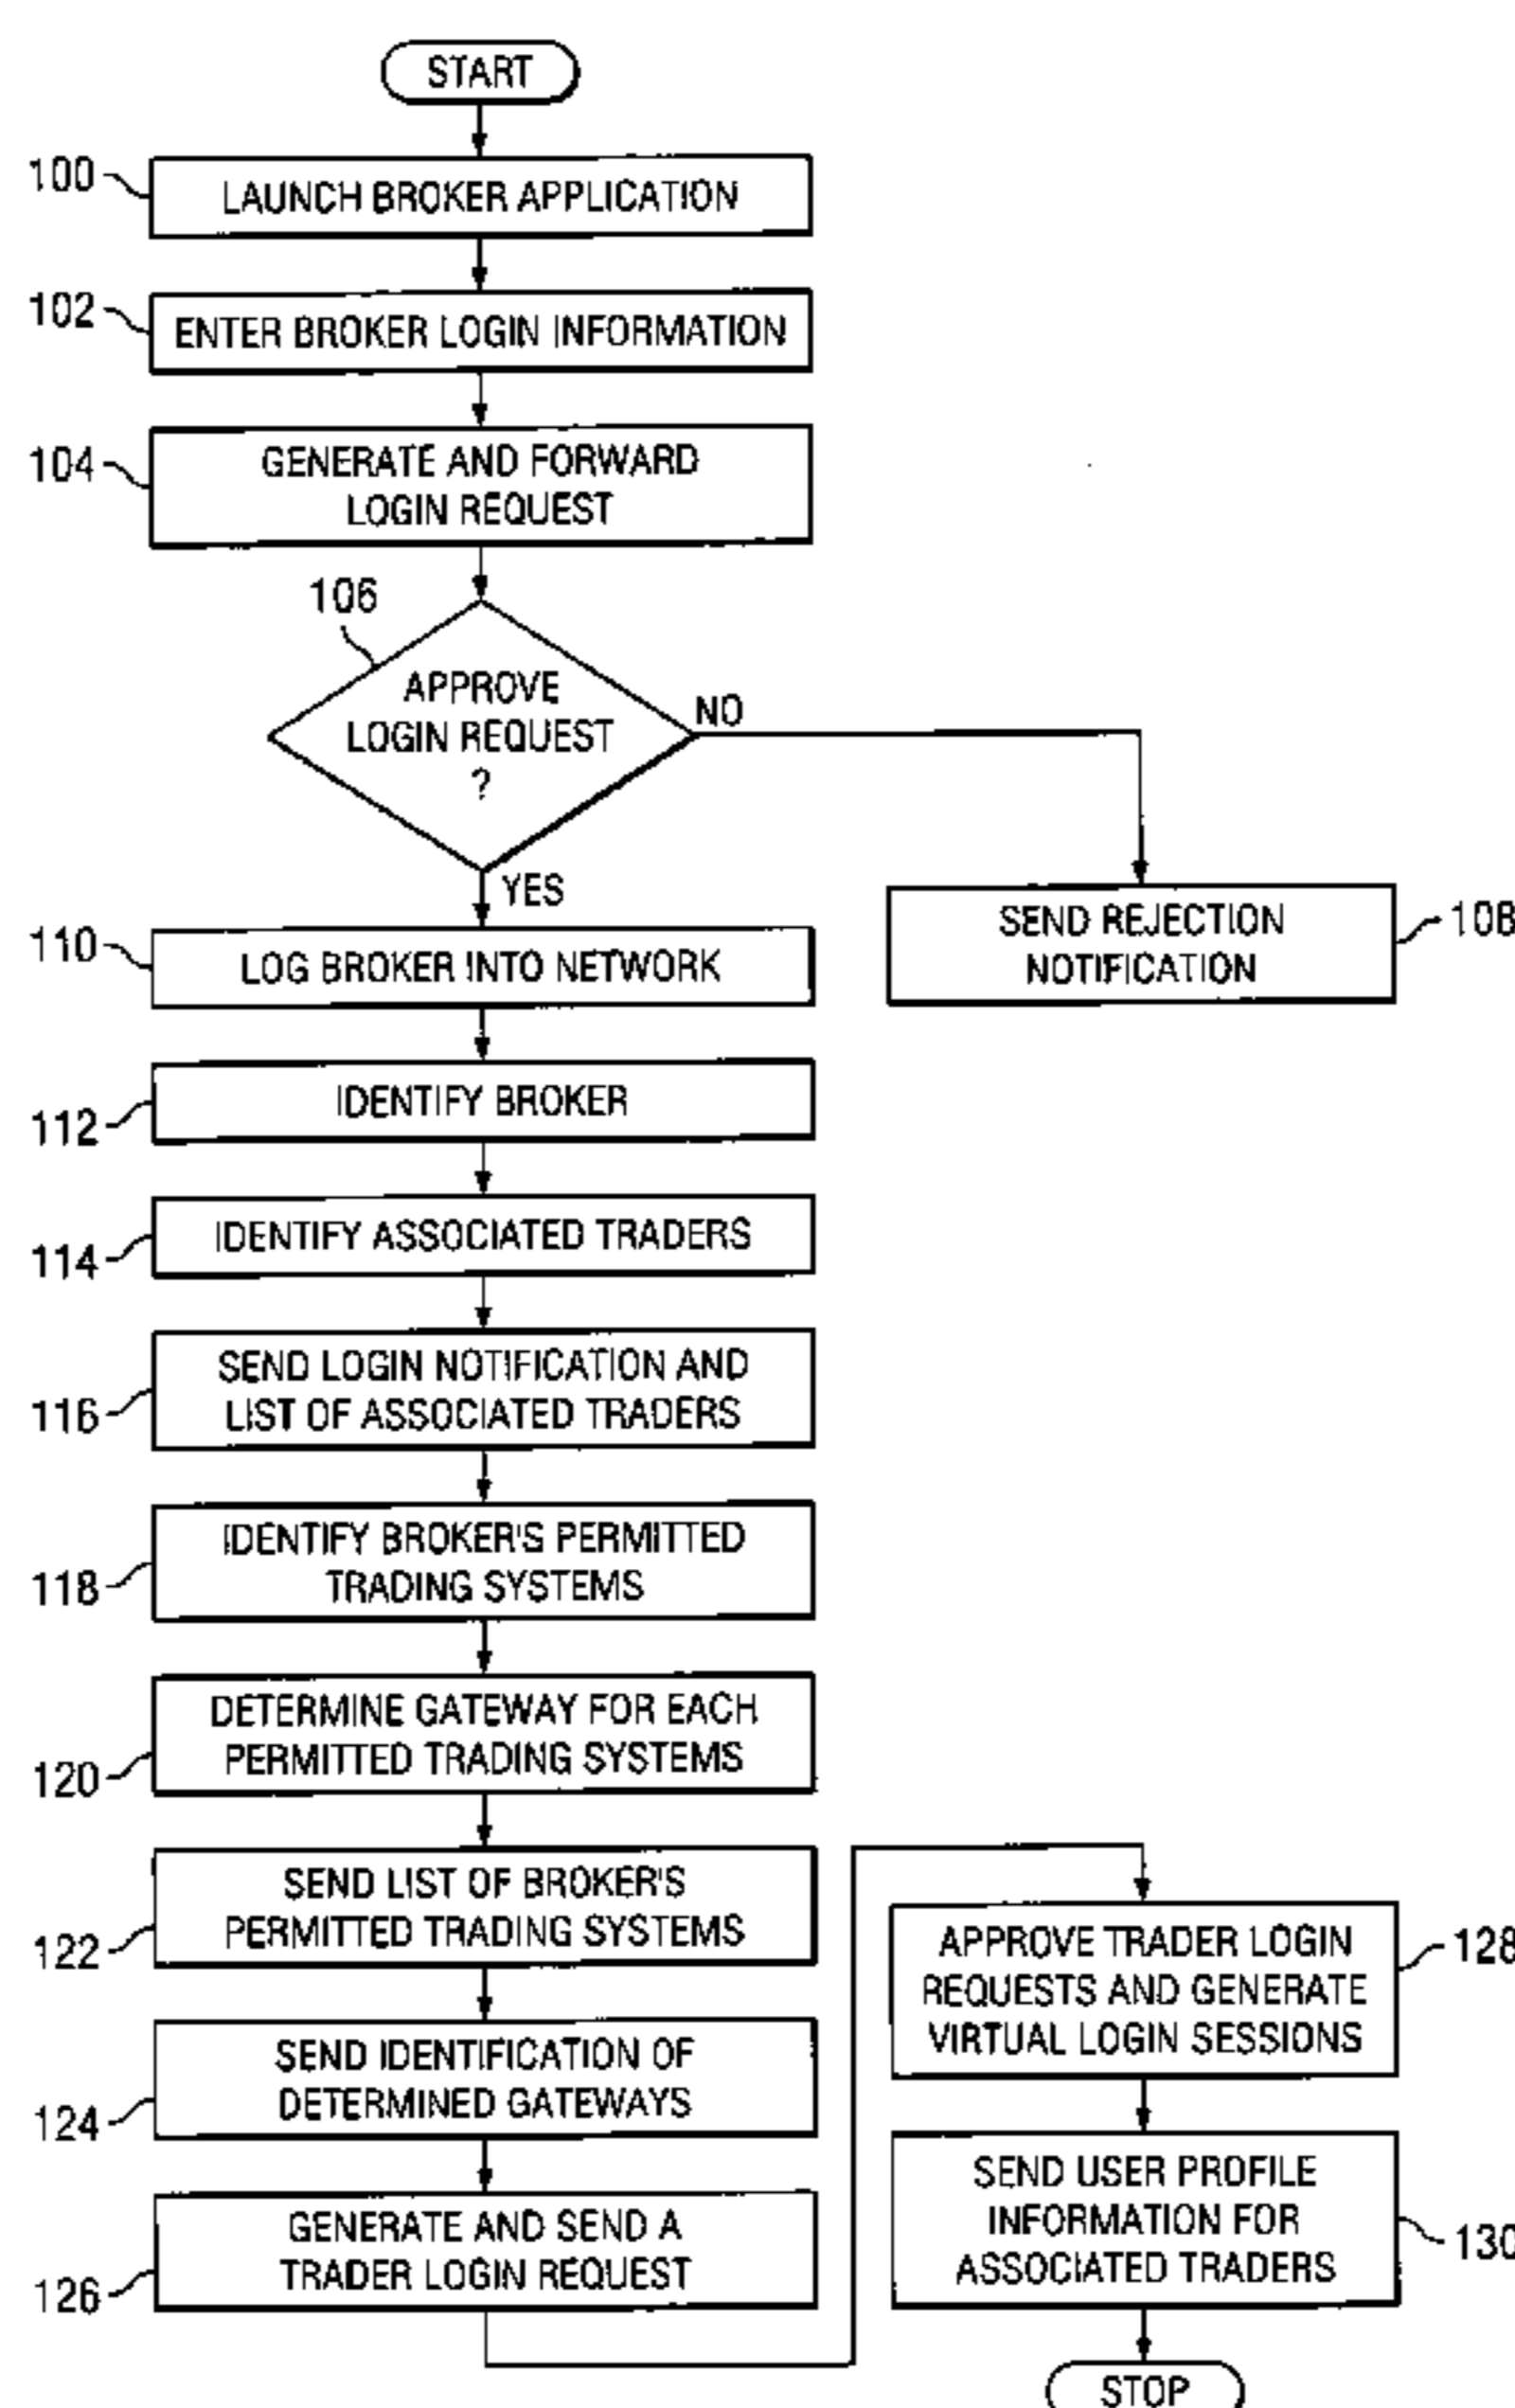 START
100
LAUNCH BROKER APPLICATION
102
ENTER BROKER LOGIN INFORMATION
104
GENERATE AND FORWARD
LOGIN REQUEST
106
APPROVE
LOGIN REQUEST
?
NO
YES
SEND REJECTION
NOTIFICATION
108
110
LOG BROKER INTO NETWORK
112
IDENTIFY BROKER
114
IDENTIFY ASSOCIATED TRADERS
116
SEND LOGIN NOTIFICATION AND
LIST OF ASSOCIATED TRADERS
118
IDENTIFY BROKER'S PERMITTED
TRADING SYSTEMS
120
DETERMINE GATEWAY FOR EACH
PERMITTED TRADING SYSTEMS
122
SEND LIST OF BROKER'S
PERMITTED TRADING SYSTEMS
124
SEND IDENTIFICATION OF
DETERMINED GATEWAYS
126
GENERATE AND SEND A
TRADER LOGIN REQUEST
APPROVE TRADER LOGIN
REQUESTS AND GENERATE
VIRTUAL LOGIN SESSIONS
128
SEND USER PROFILE
INFORMATION FOR
ASSOCIATED TRADERS
130
STOP